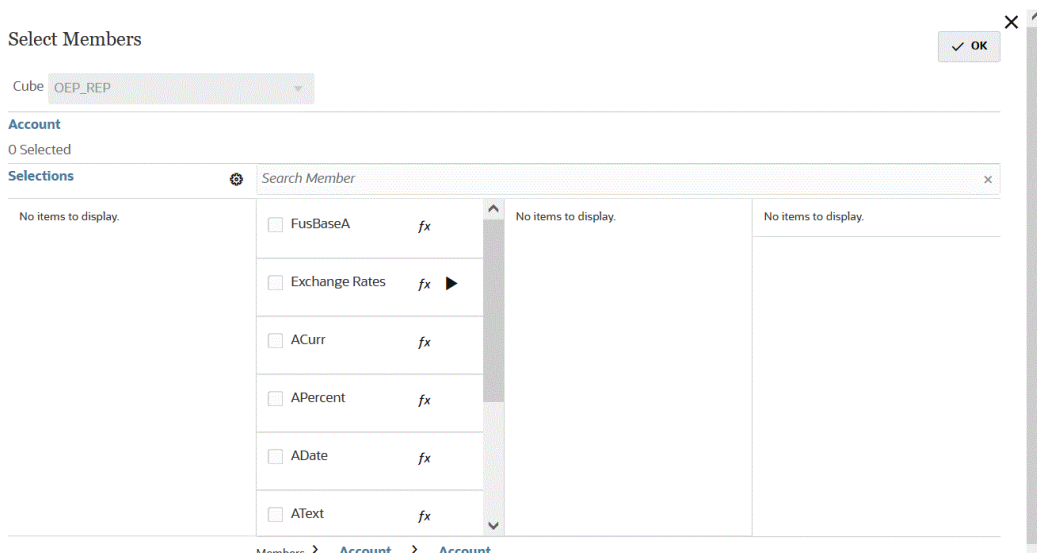 Select Members
OK
Cube OEP_REP
Account
0 Selected
Selections
Search Member
No items to display.
FusBaseA fx
No items to display.
No items to display.
Exchange Rates fx
ACurr fx
APercent fx
ADate fx
AText fx
Members > Account > Account